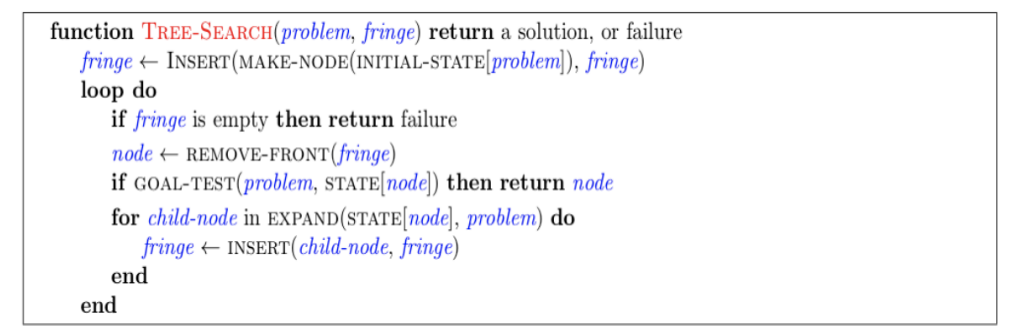 function TREE-SEARCH(problem, fringe) return a solution, or failure
fringe ← INSERT(MAKE-NODE(INITIAL-STATE[problem]), fringe)
loop do
if fringe is empty then return failure
node ← REMOVE-FRONT(fringe)
if GOAL-TEST(problem, STATE[node]) then return node
for child-node in EXPAND(STATE[node], problem) do
fringe ← INSERT(child-node, fringe)
end
end